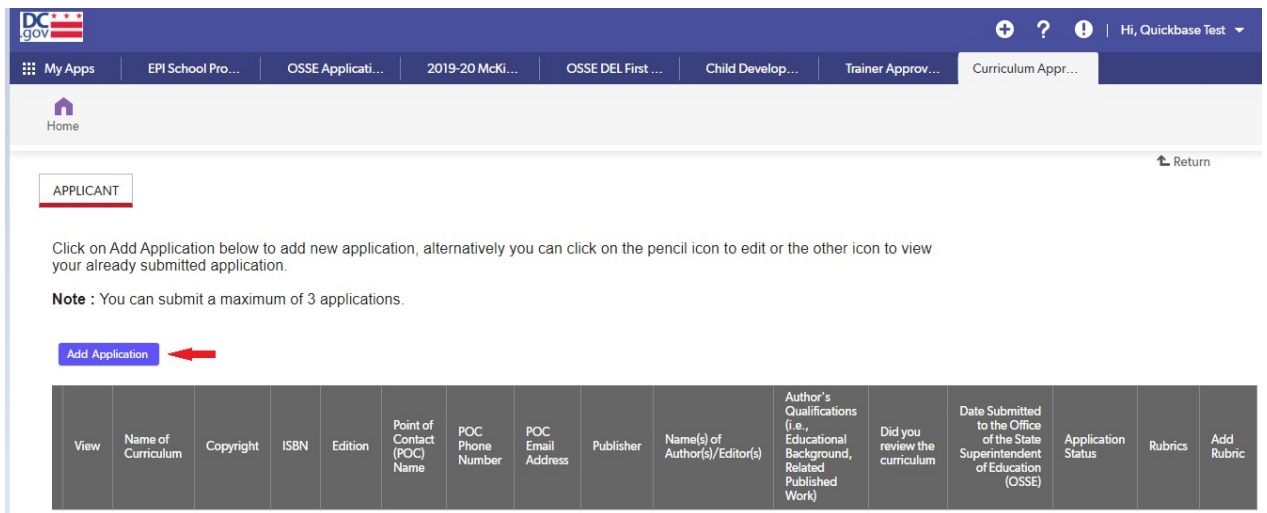 DC
.gov
? ! | Hi, Quickbase Test
My Apps
EPI School Pro...
OSSE Applicati...
2019-20 McKi...
OSSE DEL First ...
Child Develop...
Trainer Approv...
Curriculum Appr...
Home
Return
APPLICANT
Click on Add Application below to add new application, alternatively you can click on the pencil icon to edit or the other icon to view
your already submitted application.
Note : You can submit a maximum of 3 applications.
Add Application
View
Name of
Curriculum
Copyright
ISBN
Edition
Point of
Contact
(POC)
Name
POC
Phone
Number
POC
Email
Address
Publisher
Name(s) of
Author(s)/Editor(s)
Author's
Qualifications
(i.e.,
Educational
Background,
Related
Published
Work)
Did you
review the
curriculum
Date Submitted
to the Office
of the State
Superintendent
of Education
(OSSE)
Application
Status
Rubrics
Add
Rubric